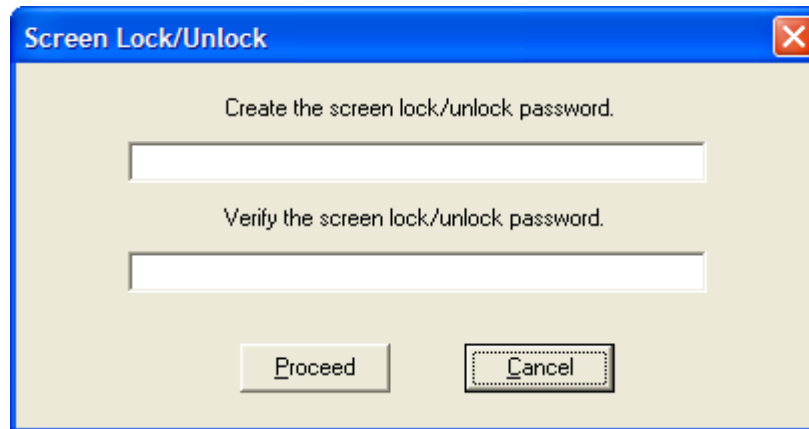 Screen Lock/Unlock
Create the screen lock/unlock password.
Verify the screen lock/unlock password.
Proceed
Cancel